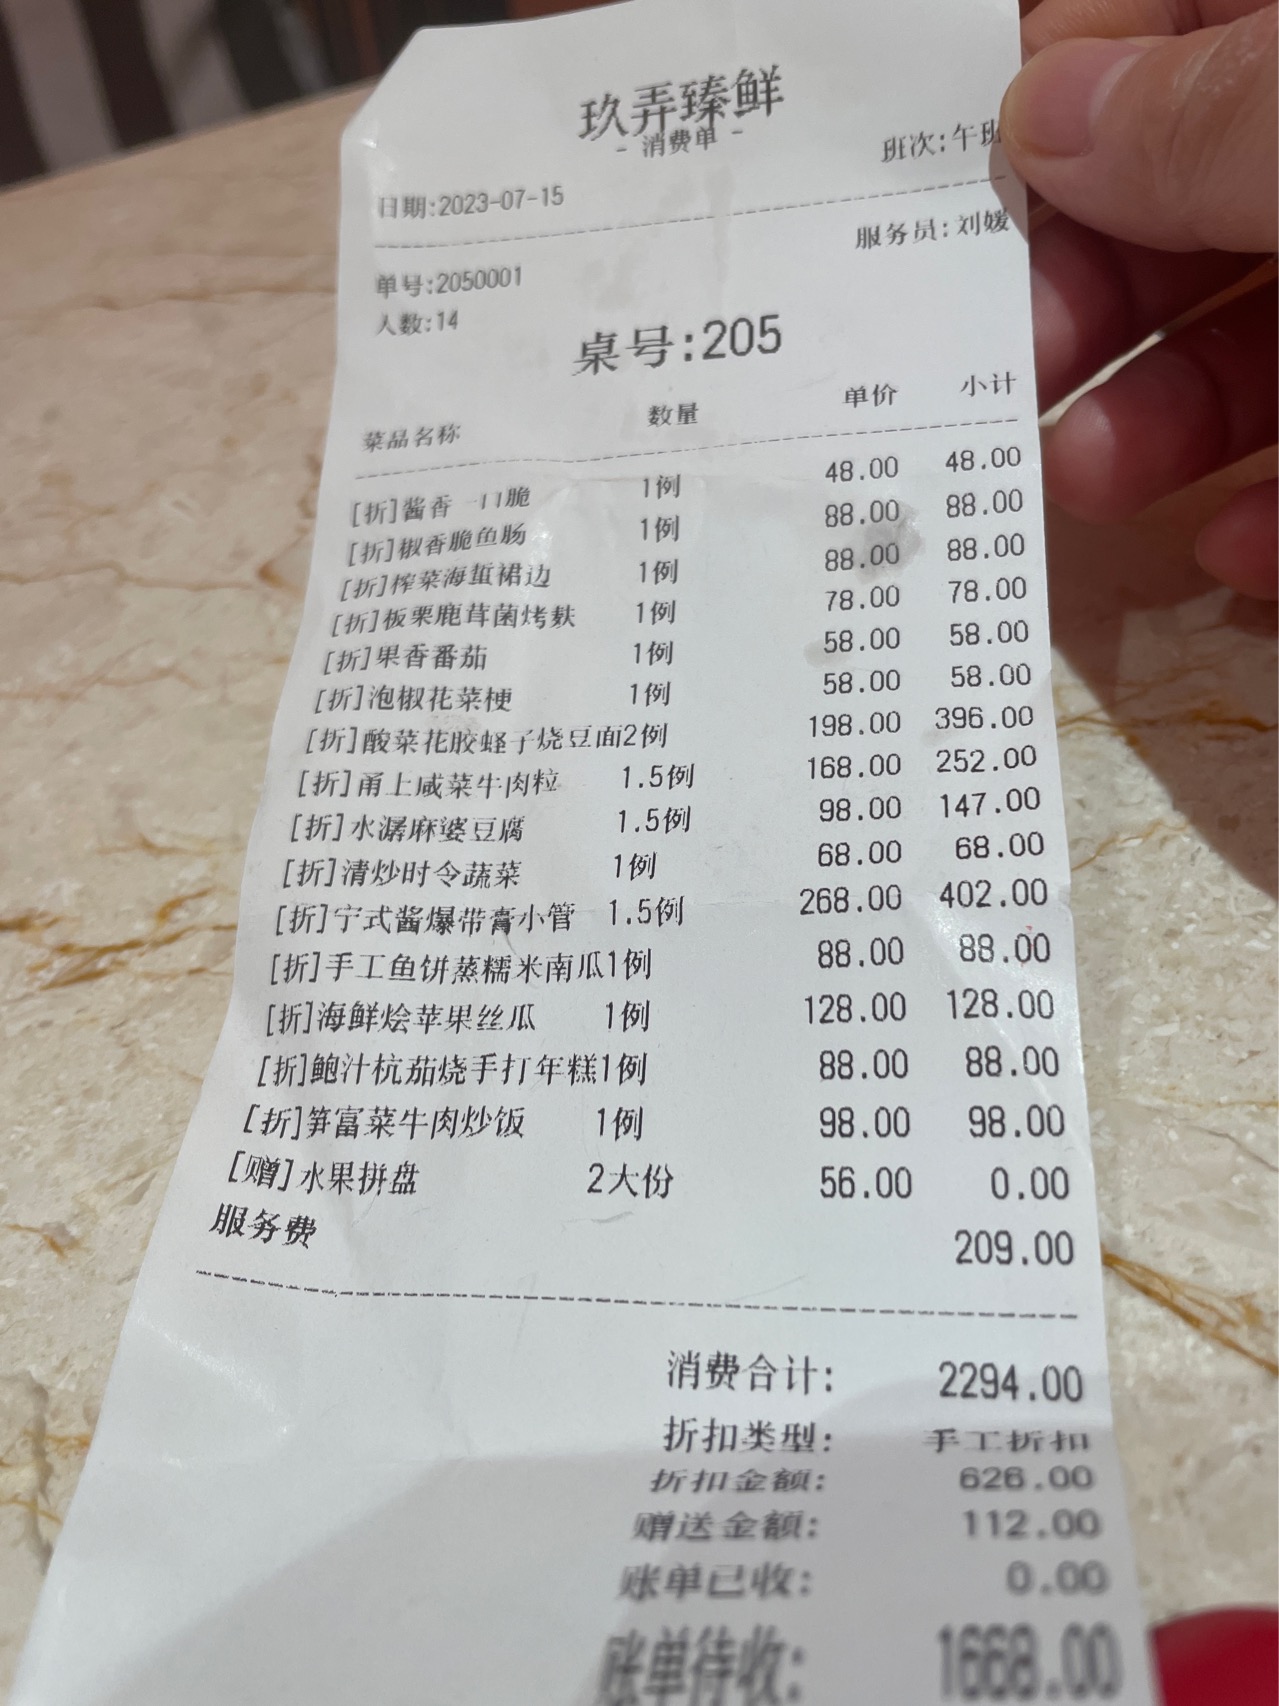 玖弄臻鲜
- 消费单 -
班次:午班
日期:2023-07-15
服务员:刘媛
单号:2050001
人数:14
桌号:205
菜品名称 数量 单价 小计
[折]酱香一口脆 1例 48.00 48.00
[折]椒香脆鱼肠 1例 88.00 88.00
[折]榨菜海蜇裙边 1例 88.00 88.00
[折]板栗鹿茸菌烤麸 1例 78.00 78.00
[折]果香番茄 1例 58.00 58.00
[折]泡椒花菜梗 1例 58.00 58.00
[折]酸菜花胶蛏子烧豆面2例 198.00 396.00
[折]甬上咸菜牛肉粒 1.5例 168.00 252.00
[折]水潺麻婆豆腐 1.5例 98.00 147.00
[折]清炒时令蔬菜 1例 68.00 68.00
[折]宁式酱爆带膏小管 1.5例 268.00 402.00
[折]手工鱼饼蒸糯米南瓜1例 88.00 88.00
[折]海鲜烩苹果丝瓜 1例 128.00 128.00
[折]鲍汁杭茄烧手打年糕1例 88.00 88.00
[折]笋富菜牛肉炒饭 1例 98.00 98.00
[赠]水果拼盘 2大份 56.00 0.00
服务费 209.00
消费合计: 2294.00
折扣类型: 手工折扣
折扣金额: 626.00
赠送金额: 112.00
账单已收: 0.00
账单待收: 1668.00